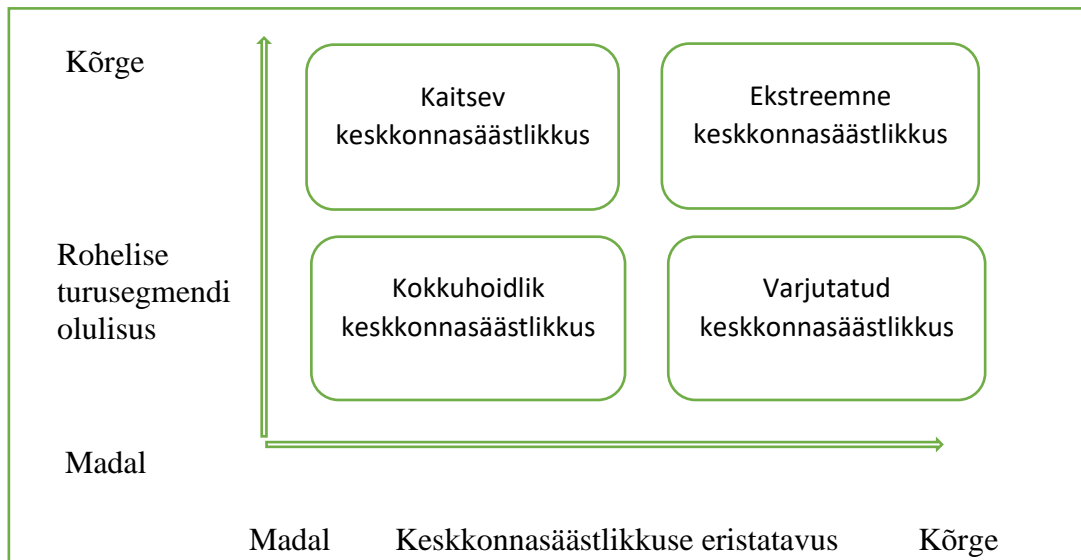 Kõrge
Kaitsev
keskkonnasäästlikkus
Ekstreemne
keskkonnasäästlikkus
Rohelise
turusegmendi
olulisus
Kokkuhoidlik
keskkonnasäästlikkus
Varjutatud
keskkonnasäästlikkus
Madal
Madal Keskkonnasäästlikkuse eristatavus Kõrge